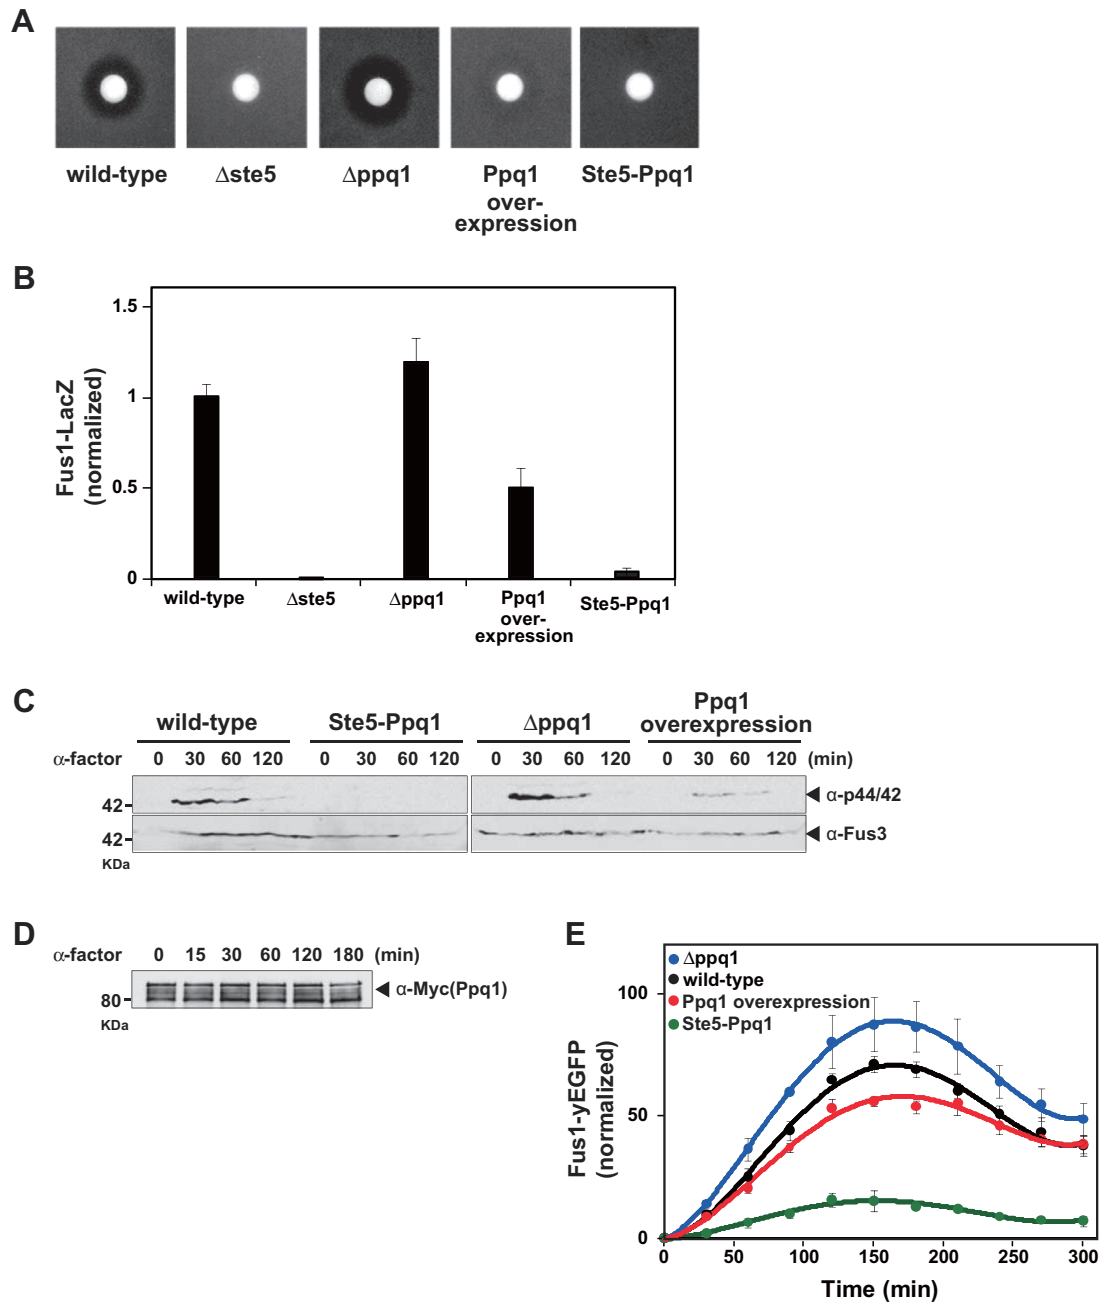 A
wild-type
Δste5
Δppq1
Ppq1
over-
expression
Ste5-Ppq1
B
Fus1-LacZ
(normalized)
1.5
1
0.5
0
wild-type
Δste5
Δppq1
Ppq1
over-
expression
Ste5-Ppq1
C
wild-type
Ste5-Ppq1
Δppq1
Ppq1
overexpression
α-factor 0 30 60 120 0 30 60 120 0 30 60 120 0 30 60 120 (min)
42 α-p44/42
42 α-Fus3
KDa
D
α-factor 0 15 30 60 120 180 (min)
80 α-Myc(Ppq1)
KDa
E
Fus1-yEGFP
(normalized)
Δppq1
wild-type
Ppq1 overexpression
Ste5-Ppq1
100
50
0
0 50 100 150 200 250 300
Time (min)